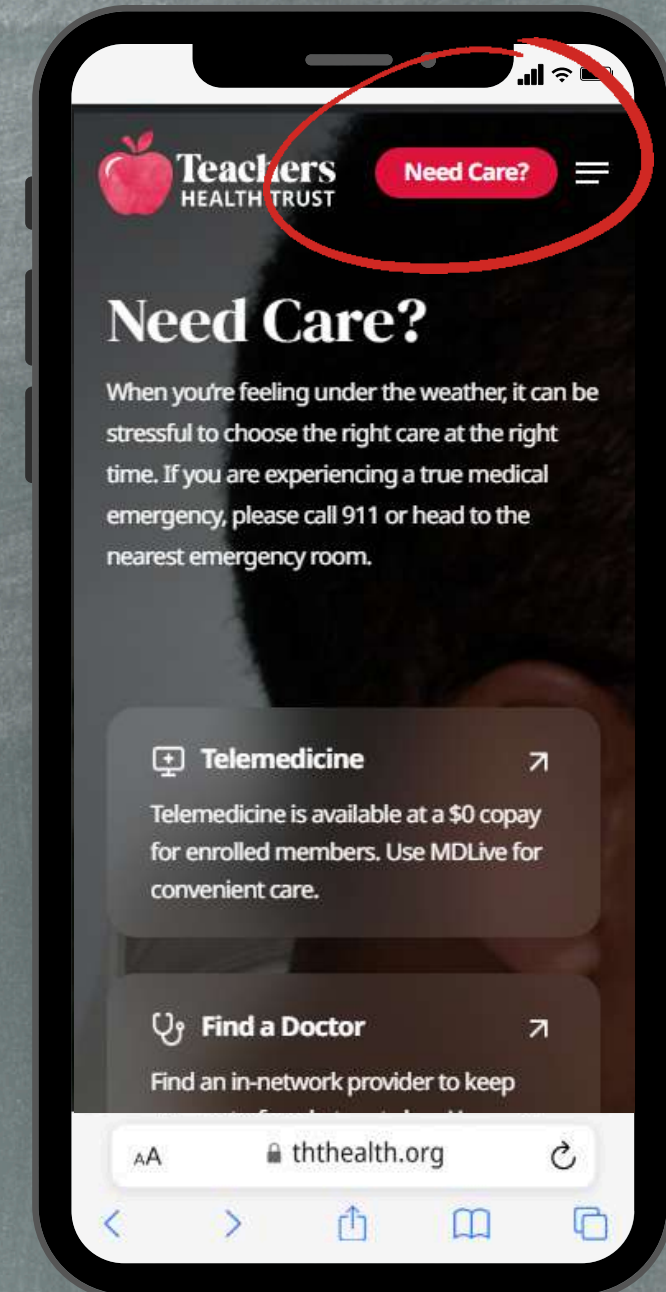 Teachers
HEALTH TRUST
Need Care?
Need Care?
When you're feeling under the weather, it can be
stressful to choose the right care at the right
time. If you are experiencing a true medical
emergency, please call 911 or head to the
nearest emergency room.
Telemedicine
Telemedicine is available at a $0 copay
for enrolled members. Use MDLive for
convenient care.
Find a Doctor
Find an in-network provider to keep
AA
ththealth.org